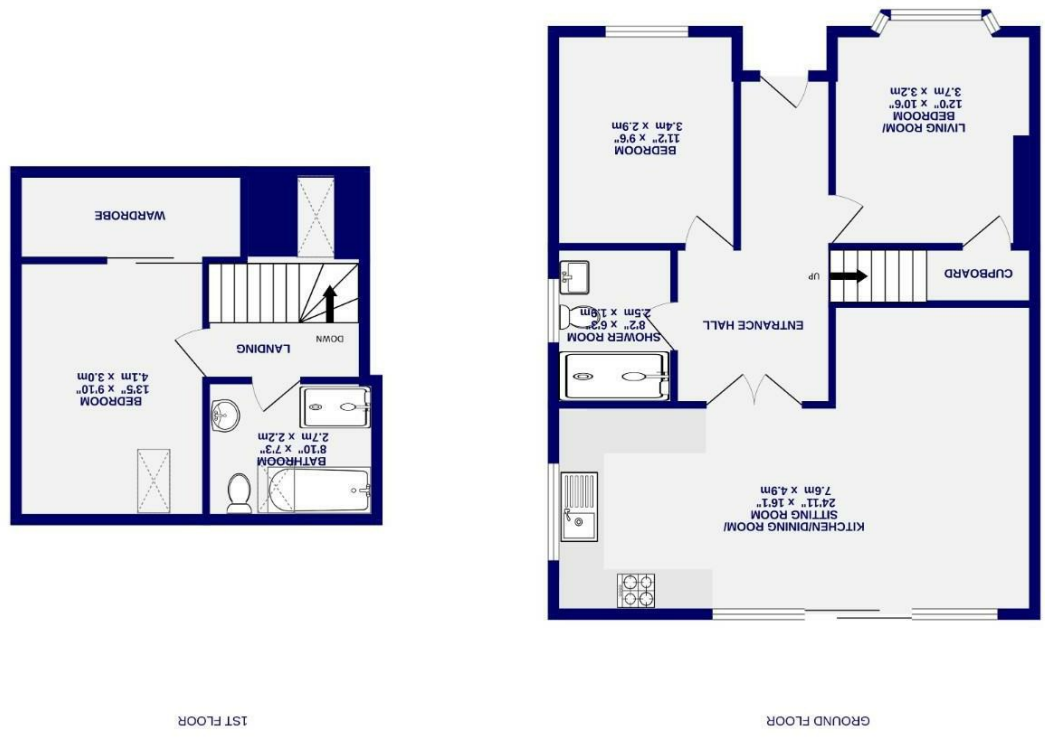 GROUND FLOOR
1ST FLOOR
KITCHEN/DINING ROOM/
SITTING ROOM
24'11" x 16'1"
7.6m x 4.9m
ENTRANCE HALL
SHOWER ROOM
8'2" x 6'3"
2.5m x 1.9m
CUPBOARD
UP
BEDROOM
11'2" x 9'6"
3.4m x 2.9m
LIVING ROOM/
BEDROOM
12'0" x 10'6"
3.7m x 3.2m
BATHROOM
8'10" x 7'3"
2.7m x 2.2m
BEDROOM
13'5" x 9'10"
4.1m x 3.0m
LANDING
DOWN
WARDROBE